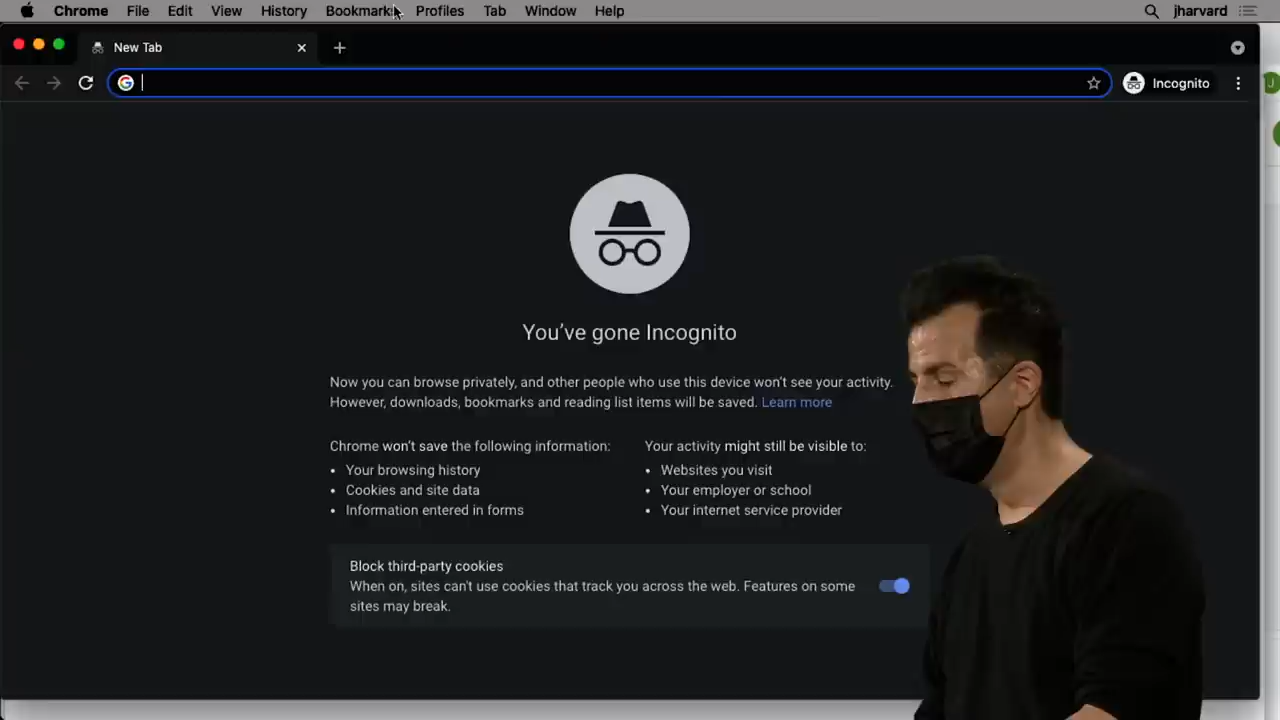 Chrome File Edit View History Bookmarks Profiles Tab Window Help jharvard
New Tab
Incognito
You've gone Incognito
Now you can browse privately, and other people who use this device won't see your activity.
However, downloads, bookmarks and reading list items will be saved. Learn more
Chrome won't save the following information:
• Your browsing history
• Cookies and site data
• Information entered in forms
Your activity might still be visible to:
• Websites you visit
• Your employer or school
• Your internet service provider
Block third-party cookies
When on, sites can't use cookies that track you across the web. Features on some
sites may break.
J